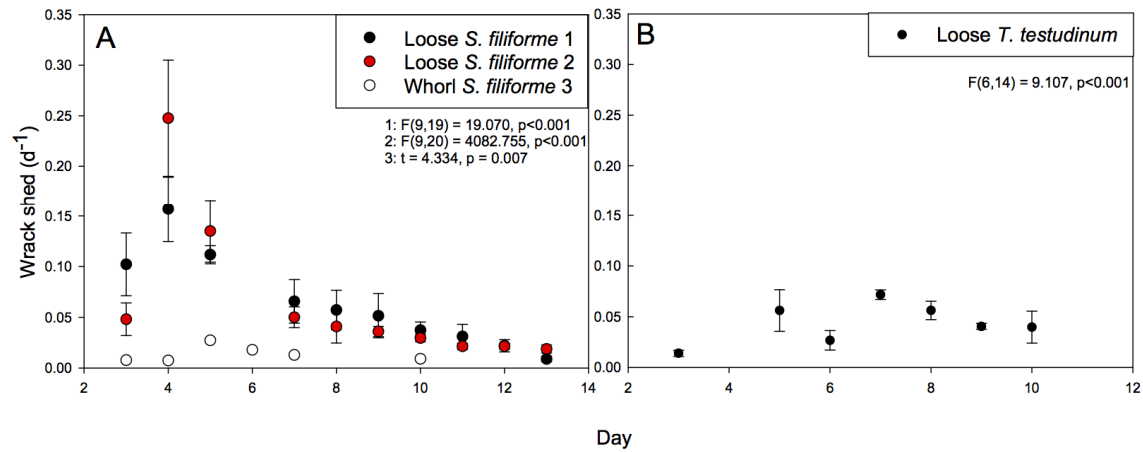 A
Loose S. filiforme 1
Loose S. filiforme 2
Whorl S. filiforme 3
1: F(9,19) = 19.070, p<0.001
2: F(9,20) = 4082.755, p<0.001
3: t = 4.334, p = 0.007
Wrack shed (d⁻¹)
0.35
0.30
0.25
0.20
0.15
0.10
0.05
0.00
2 4 6 8 10 12 14
B
Loose T. testudinum
F(6,14) = 9.107, p<0.001
0.35
0.30
0.25
0.20
0.15
0.10
0.05
0.00
2 4 6 8 10 12
Day